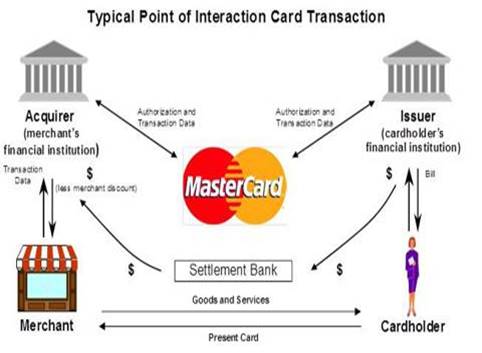 Typical Point of Interaction Card Transaction
Acquirer
(merchant's
financial institution)
Authorization and
Transaction Data
Authorization and
Transaction Data
Issuer
(cardholder's
financial institution)
Transaction
Data
$
(less merchant discount)
MasterCard
$
Bill
$
Settlement Bank
$
Goods and Services
Merchant
Cardholder
Present Card